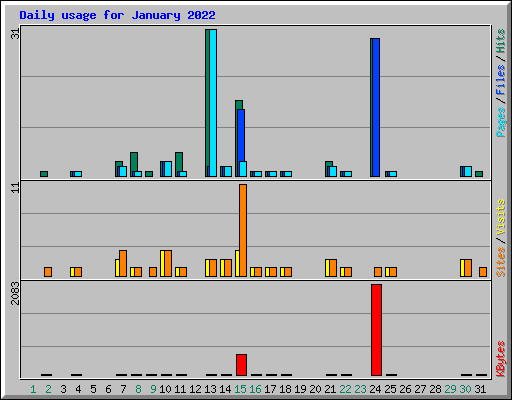 Daily usage for January 2022
31
Pages / Files / Hits
11
Sites / Visits
2083
KBytes
1 2 3 4 5 6 7 8 9 10 11 12 13 14 15 16 17 18 19 20 21 22 23 24 25 26 27 28 29 30 31